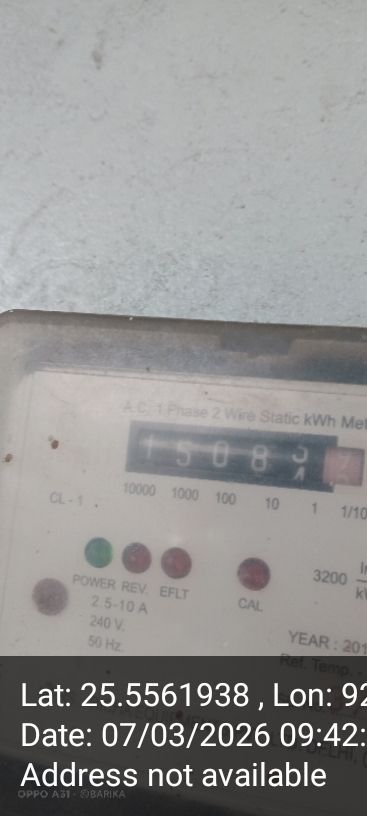 A.C. 1 Phase 2 Wire Static kWh Met
1 5 0 8
10000 1000 100 10 1 1/10
CL - 1
POWER REV. EFLT
CAL
3200
2.5-10 A
240 V.
50 Hz.
YEAR : 201
Ref. Temp.
Lat: 25.5561938 , Lon: 92
Date: 07/03/2026 09:42:
Address not available
OPPO A31 · ©BARIKA